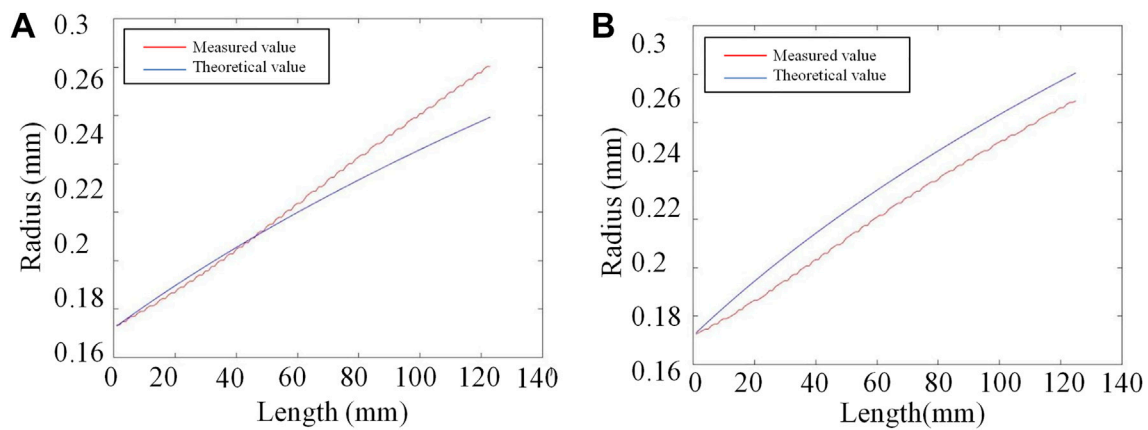 A
0.3
0.26
0.24
0.22
0.2
0.18
0.16
Radius (mm)
Measured value
Theoretical value
0 20 40 60 80 100 120 140
Length (mm)
B
0.3
0.26
0.24
0.22
0.2
0.18
0.16
Radius (mm)
Measured value
Theoretical value
0 20 40 60 80 100 120 140
Length(mm)